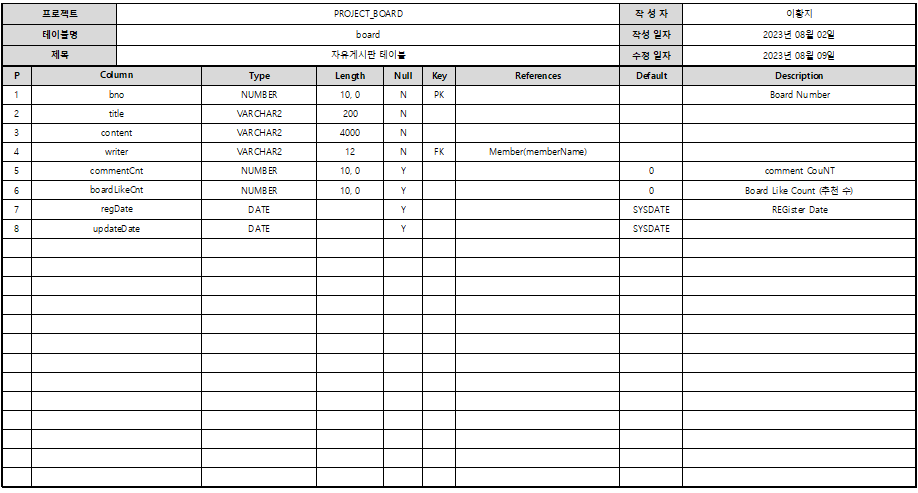 프로젝트 PROJECT_BOARD 작 성 자 이황지
테이블명 board 작성 일자 2023년 08월 02일
제목 자유게시판 테이블 수정 일자 2023년 08월 09일
P Column Type Length Null Key References Default Description
1 bno NUMBER 10, 0 N PK Board Number
2 title VARCHAR2 200 N
3 content VARCHAR2 4000 N
4 writer VARCHAR2 12 N FK Member(memberName)
5 commentCnt NUMBER 10, 0 Y 0 comment CouNT
6 boardLikeCnt NUMBER 10, 0 Y 0 Board Like Count (추천 수)
7 regDate DATE Y SYSDATE REGister Date
8 updateDate DATE Y SYSDATE